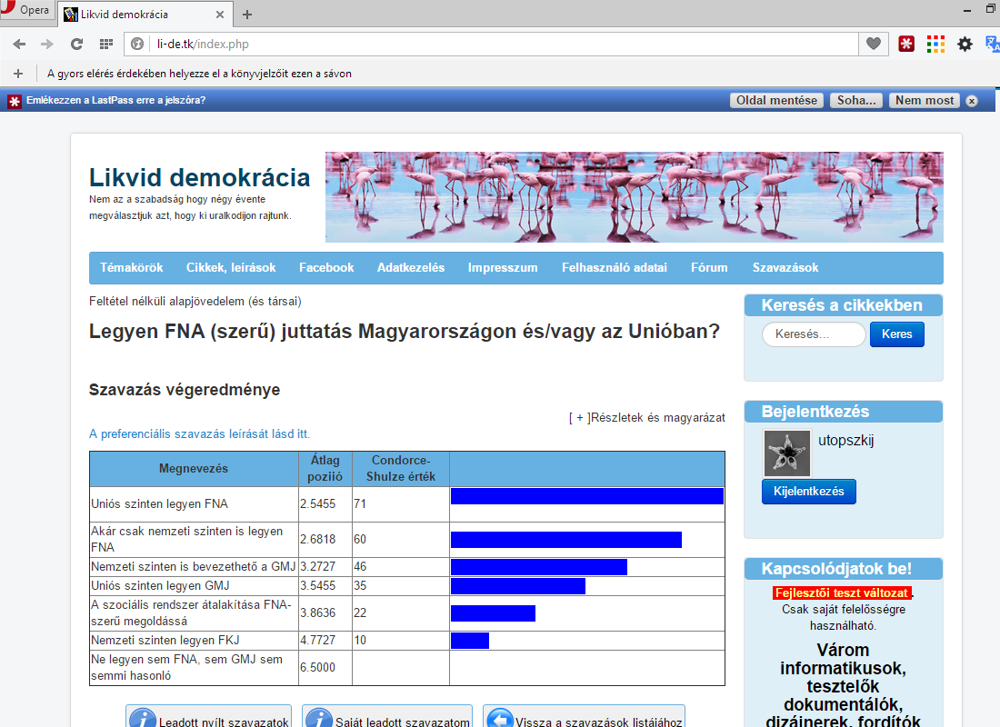 Opera
Likvid demokrácia
li-de.tk/index.php
A gyors elérés érdekében helyezze el a könyvjelzőit ezen a sávon
Emlékezzen a LastPass erre a jelszóra?
Oldal mentése
Soha...
Nem most
Likvid demokrácia
Nem az a szabadság hogy négy évente
megválasztjuk azt, hogy ki uralkodijon rajtunk.
Témakörök
Cikkek, leírások
Facebook
Adatkezelés
Impresszum
Felhasználó adatai
Fórum
Szavazások
Feltétel nélküli alapjövedelem (és társai)
Legyen FNA (szerű) juttatás Magyarországon és/vagy az Unióban?
Szavazás végeredménye
[ + ]Részletek és magyarázat
A preferenciális szavazás leírását lásd itt.
Megnevezés
Átlag
poziió
Condorce-
Shulze érték
Uniós szinten legyen FNA
2.5455
71
Akár csak nemzeti szinten is legyen
FNA
2.6818
60
Nemzeti szinten is bevezethető a GMJ
3.2727
46
Uniós szinten legyen GMJ
3.5455
35
A szociális rendszer átalakítása FNA-
szerű megoldássá
3.8636
22
Nemzeti szinten legyen FKJ
4.7727
10
Ne legyen sem FNA, sem GMJ sem
semmi hasonló
6.5000
Leadott nyílt szavazatok
Saját leadott szavazatom
Vissza a szavazások listájához
Keresés a cikkekben
Keresés...
Keres
Bejelentkezés
utopszkij
Kijelentkezés
Kapcsolódjatok be!
Fejlesztői teszt változat .
Csak saját felelősségre
használható.
Várom
informatikusok,
tesztelők
dokumentálók,
dizájnerek, fordítók